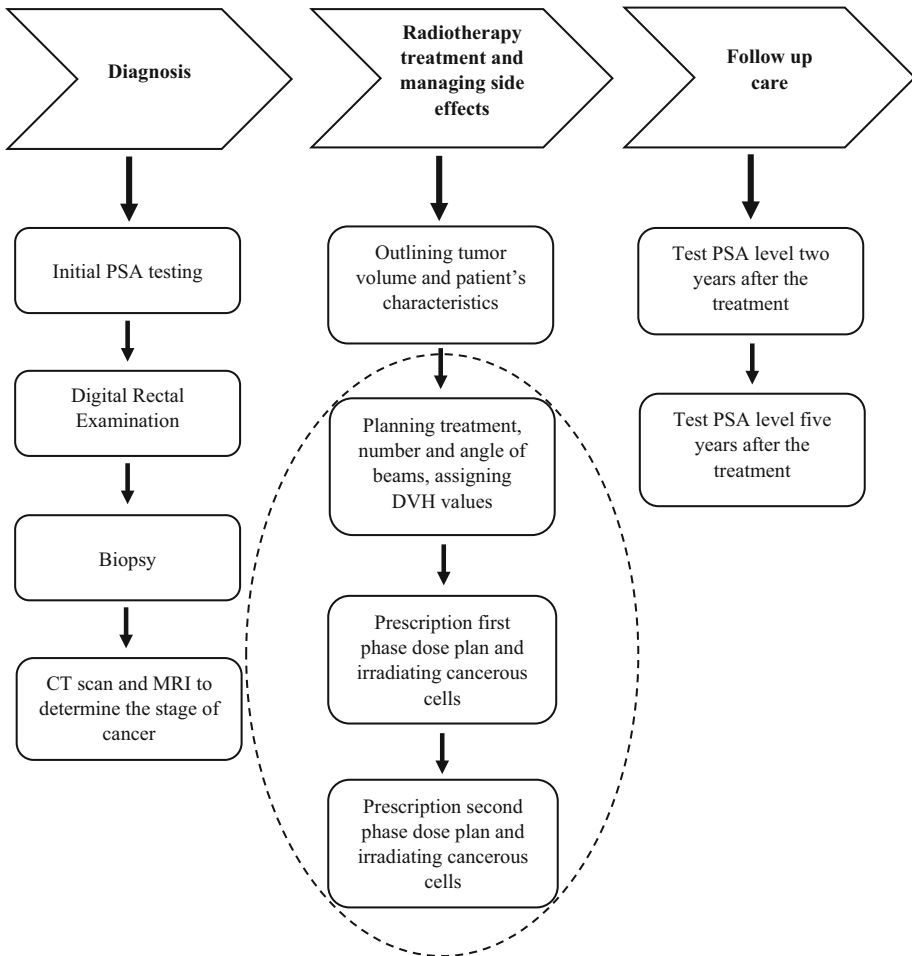 Diagnosis
Initial PSA testing
Digital Rectal
Examination
Biopsy
CT scan and MRI to
determine the stage of
cancer
Radiotherapy
treatment and
managing side
effects
Outlining tumor
volume and patient's
characteristics
Planning treatment,
number and angle of
beams, assigning
DVH values
Prescription first
phase dose plan and
irradiating cancerous
cells
Prescription second
phase dose plan and
irradiating cancerous
cells
Follow up
care
Test PSA level two
years after the
treatment
Test PSA level five
years after the
treatment